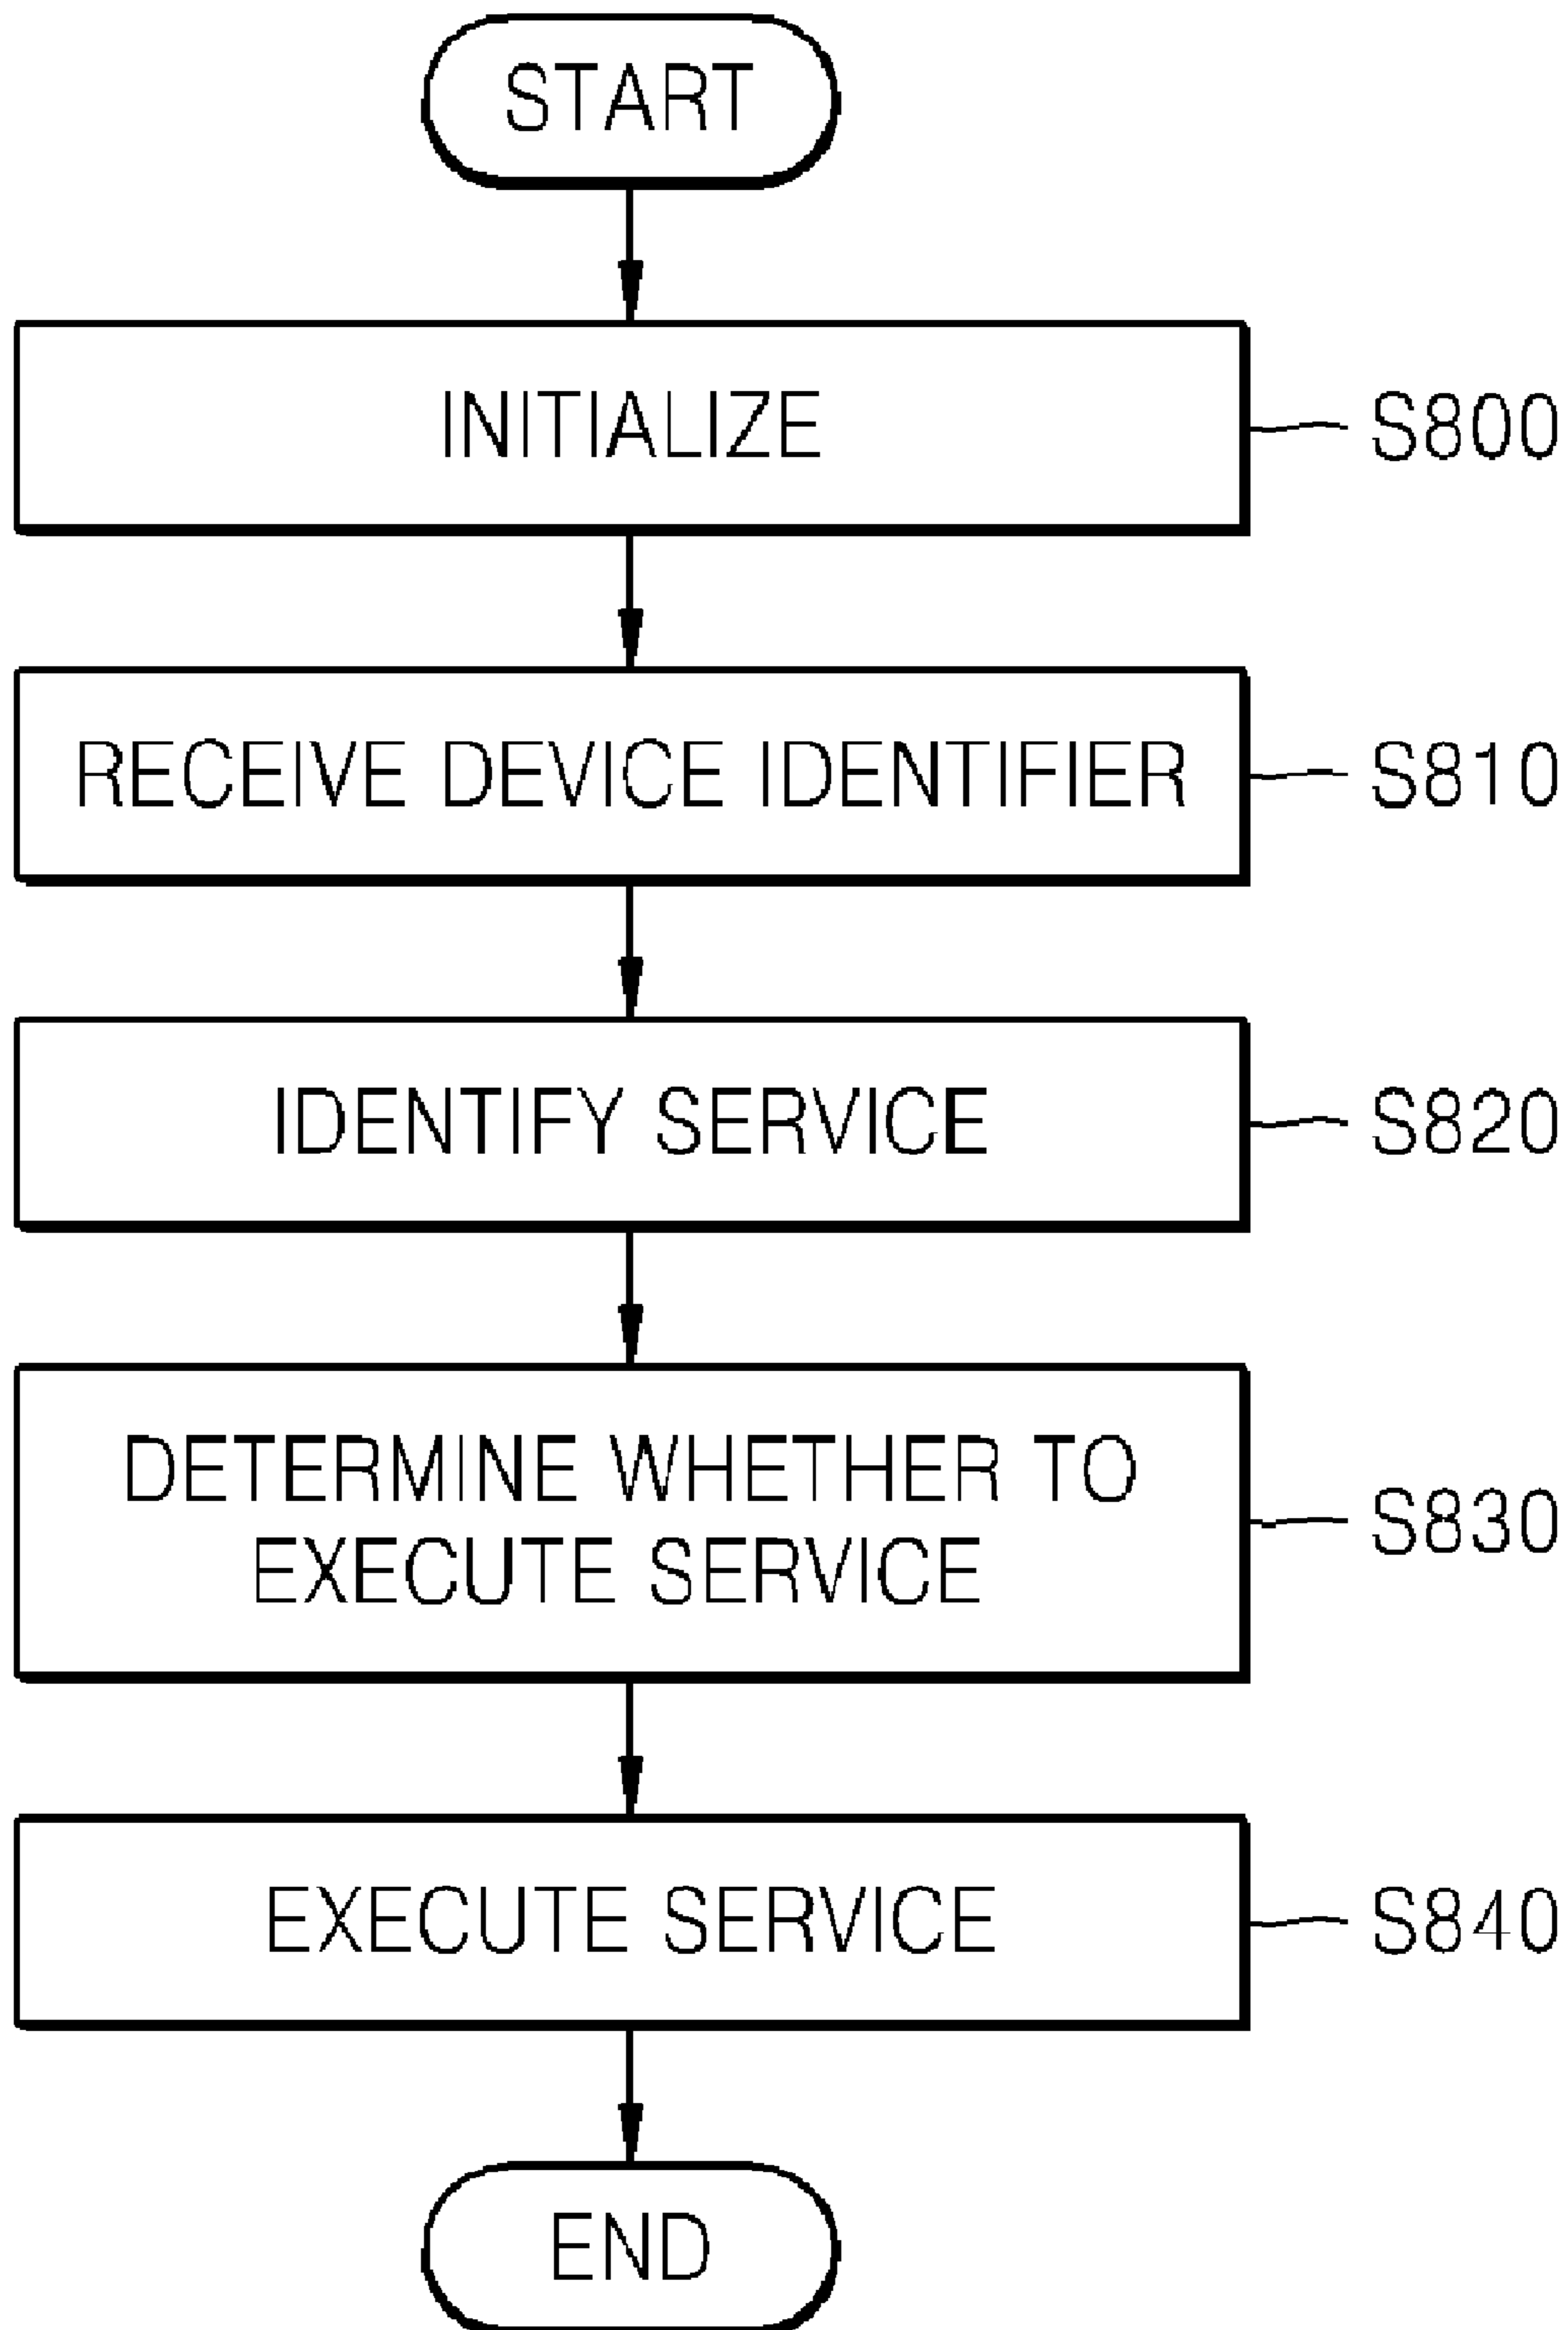 START
INITIALIZE
S800
RECEIVE DEVICE IDENTIFIER
S810
IDENTIFY SERVICE
S820
DETERMINE WHETHER TO
EXECUTE SERVICE
S830
EXECUTE SERVICE
S840
END